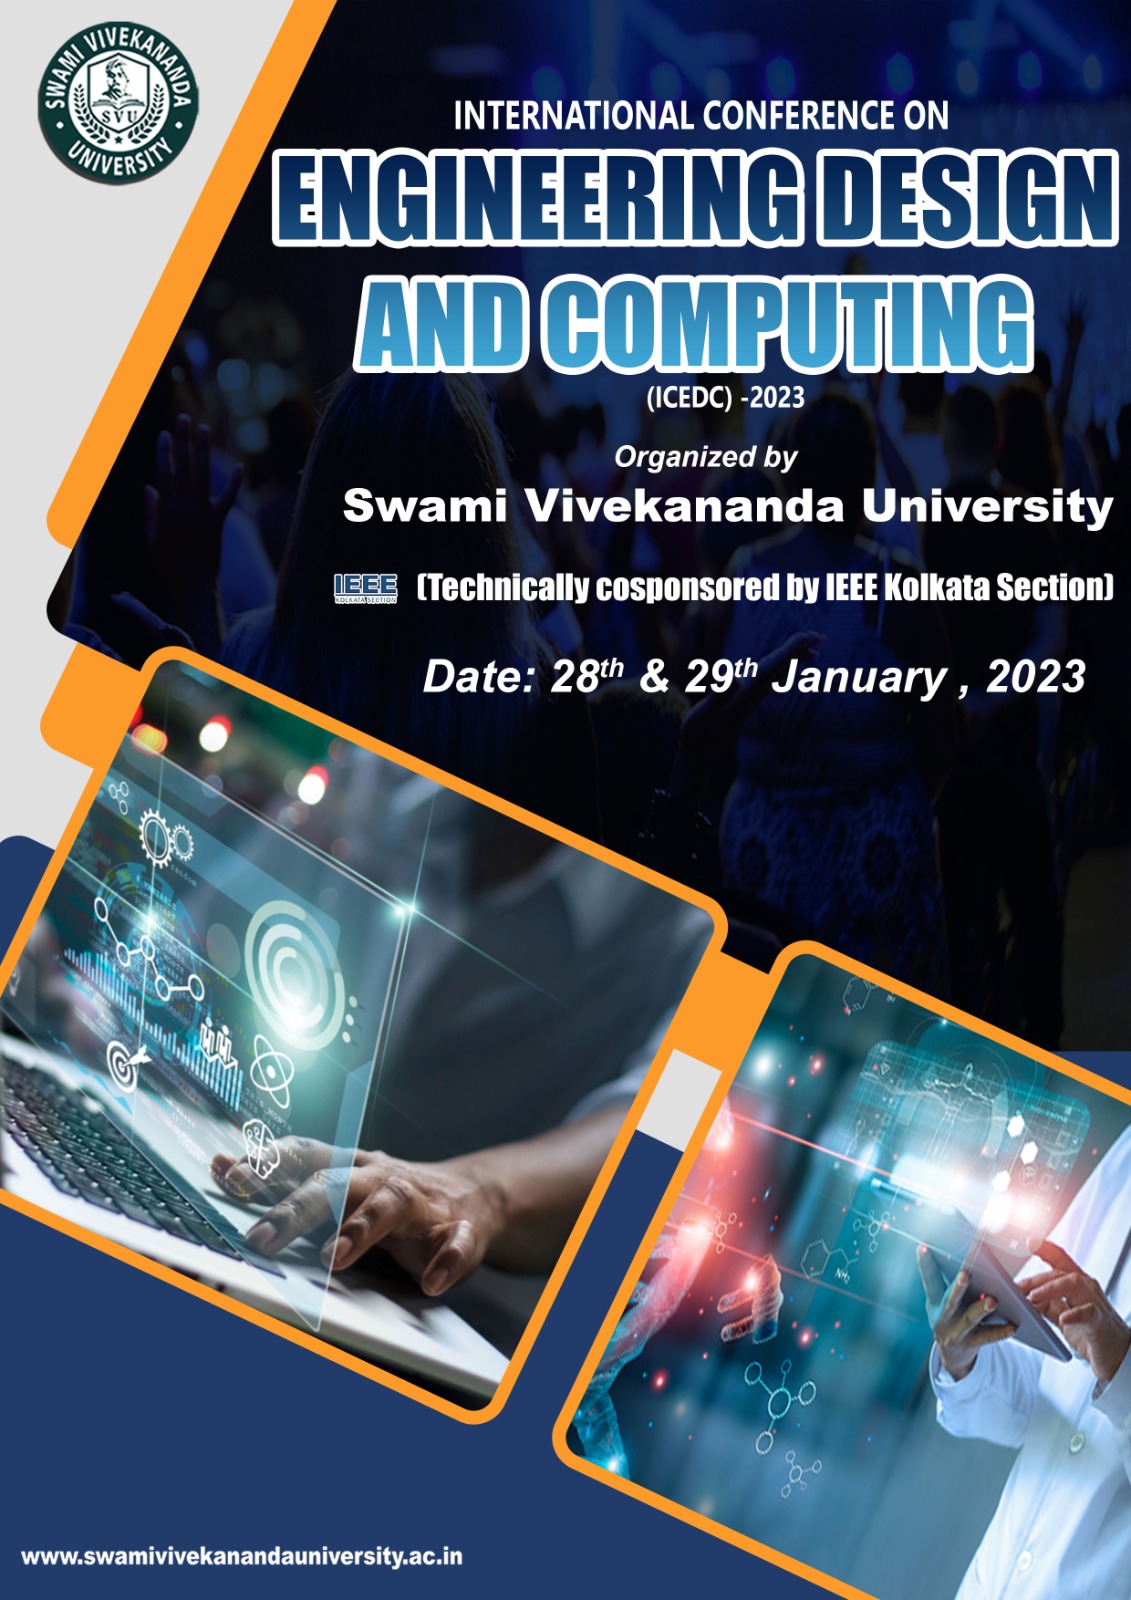 SWAMI VIVEKANANDA
SVU
UNIVERSITY
INTERNATIONAL CONFERENCE ON
ENGINEERING DESIGN
AND COMPUTING
(ICEDC) -2023
Organized by
Swami Vivekananda University
IEEE
KOLKATA SECTION
(Technically cosponsored by IEEE Kolkata Section)
Date: 28th & 29th January , 2023
NH₂
www.swamivivekanandauniversity.ac.in